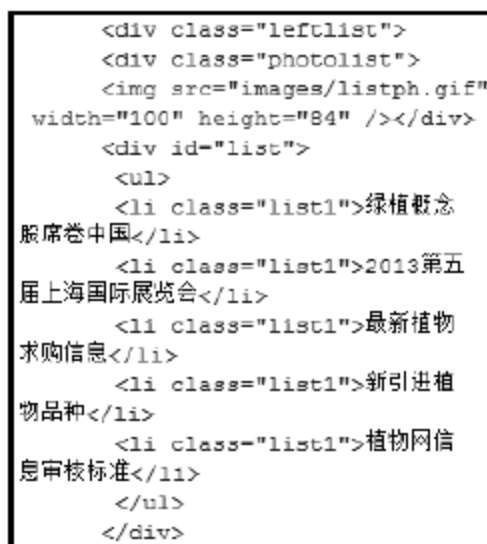 <div class="leftlist">
<div class="photolist">
<img src="images/listph.gif"
width="100" height="84" /></div>
<div id="list">
<ul>
<li class="list1">绿植概念
股席卷中国</li>
<li class="list1">2013第五
届上海国际展览会</li>
<li class="list1">最新植物
求购信息</li>
<li class="list1">新引进植
物品种</li>
<li class="list1">植物网信
息审核标准</li>
</ul>
</div>